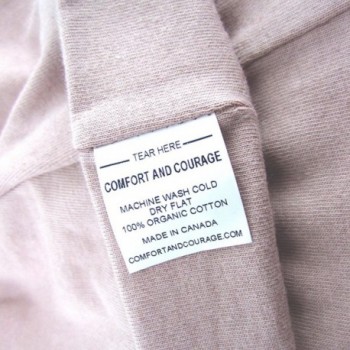 TEAR HERE
COMFORT AND COURAGE
MACHINE WASH COLD
DRY FLAT
100% ORGANIC COTTON
MADE IN CANADA
COMFORTANDCOURAGE.COM